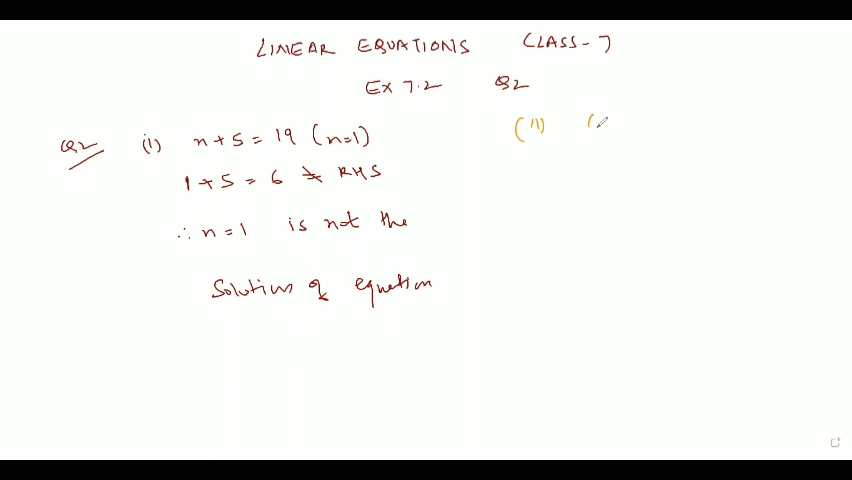 LINEAR EQUATIONS CLASS-7
Ex 7.2 Q2
Q2 (i) n+5 = 19 (n=1)
1+5 = 6 ≠ RHS
∴ n=1 is not the
Solution of equation
(ii) (